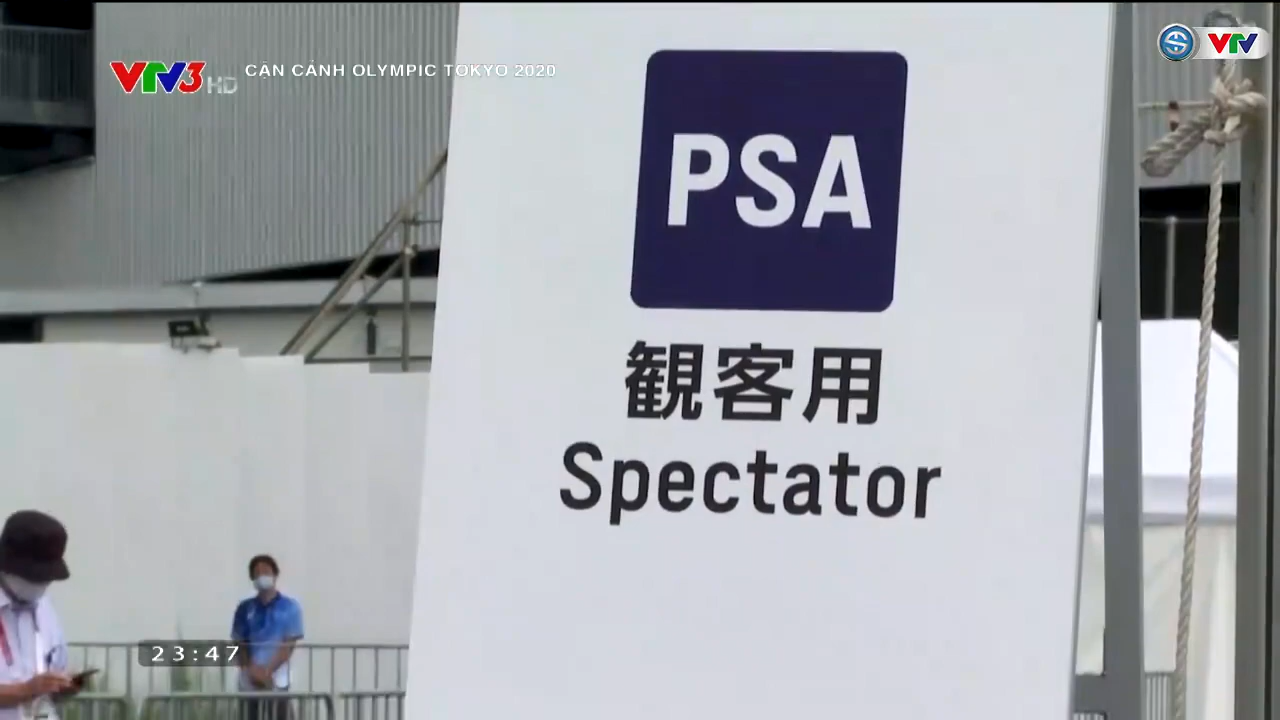 VTV3 HD
CẬN CẢNH OLYMPIC TOKYO 2020
VTV
PSA
観客用
Spectator
23:47